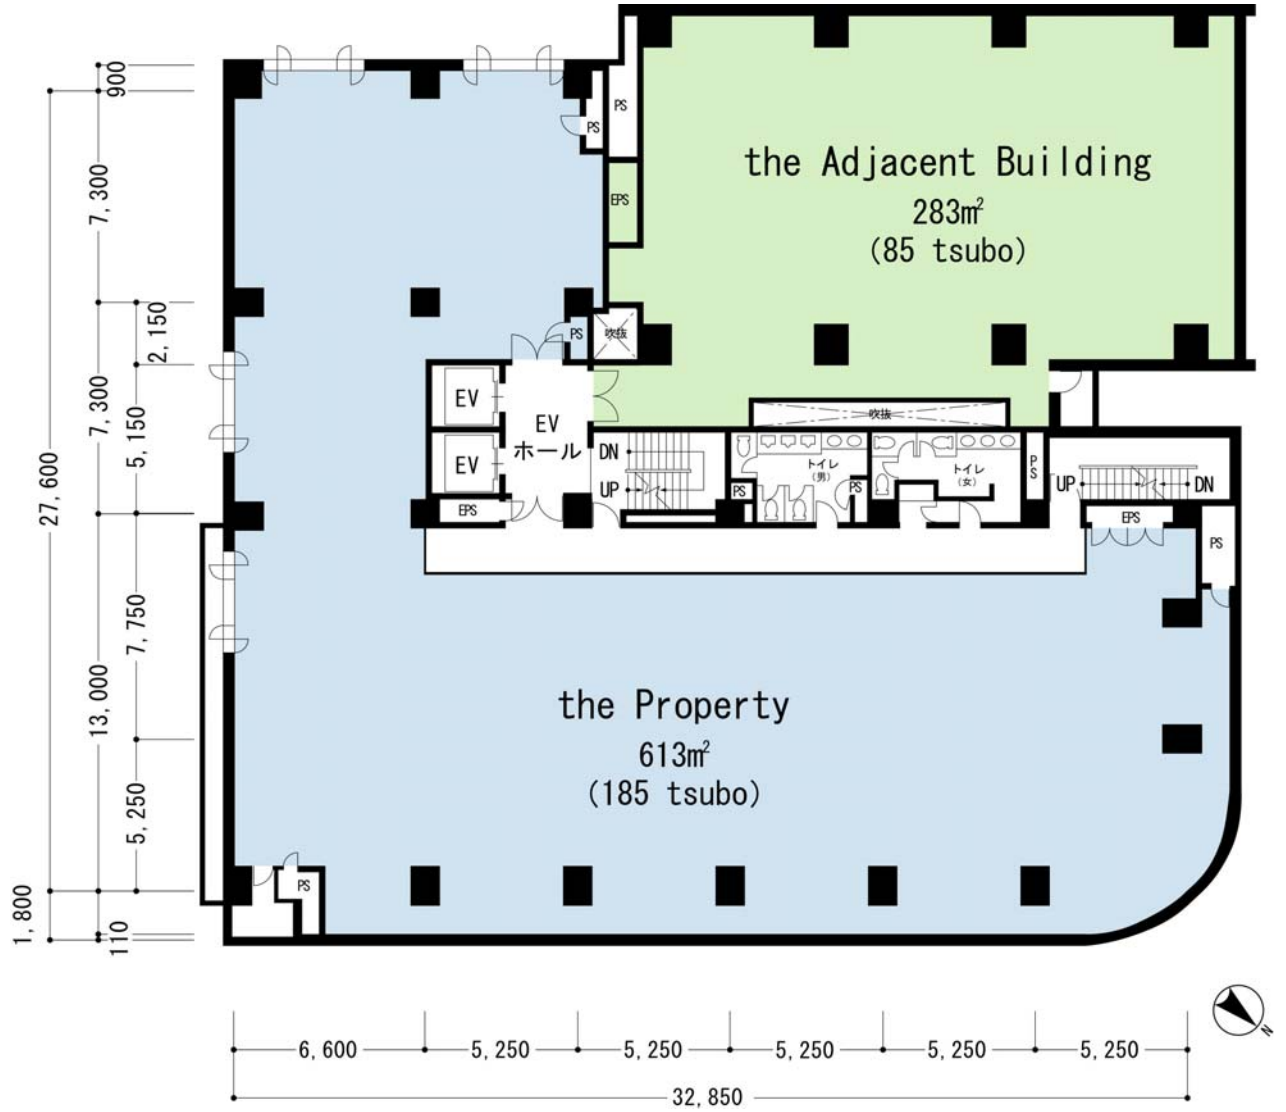 900
PS
PS
the Adjacent Building
7,300
EPS
283㎡
(85 tsubo)
2,150
PS
吹抜
7,300
EV
EV
ホール
吹抜
5,150
27,600
EV
DN
UP
トイレ
(男)
トイレ
(女)
PS
PS
PS
UP
DN
EPS
EPS
PS
7,750
13,000
the Property
613㎡
(185 tsubo)
5,250
PS
1,800
110
N
6,600
5,250
5,250
5,250
5,250
5,250
32,850